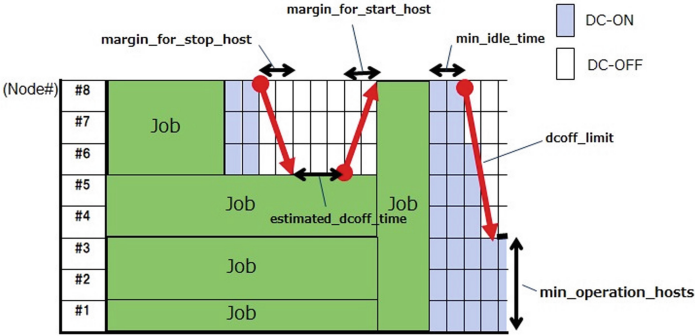 margin_for_start_host
margin_for_stop_host
min_idle_time
DC-ON
DC-OFF
(Node#)
#8
#7
#6
#5
#4
#3
#2
#1
Job
Job
Job
Job
Job
estimated_dcoff_time
dcoff_limit
min_operation_hosts